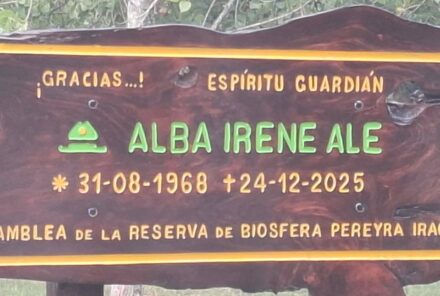 ¡GRACIAS...! ESPÍRITU GUARDIÁN
ALBA IRENE ALE
* 31-08-1968 †24-12-2025
AMBLEA DE LA RESERVA DE BIOSFERA PEREYRA IRAO